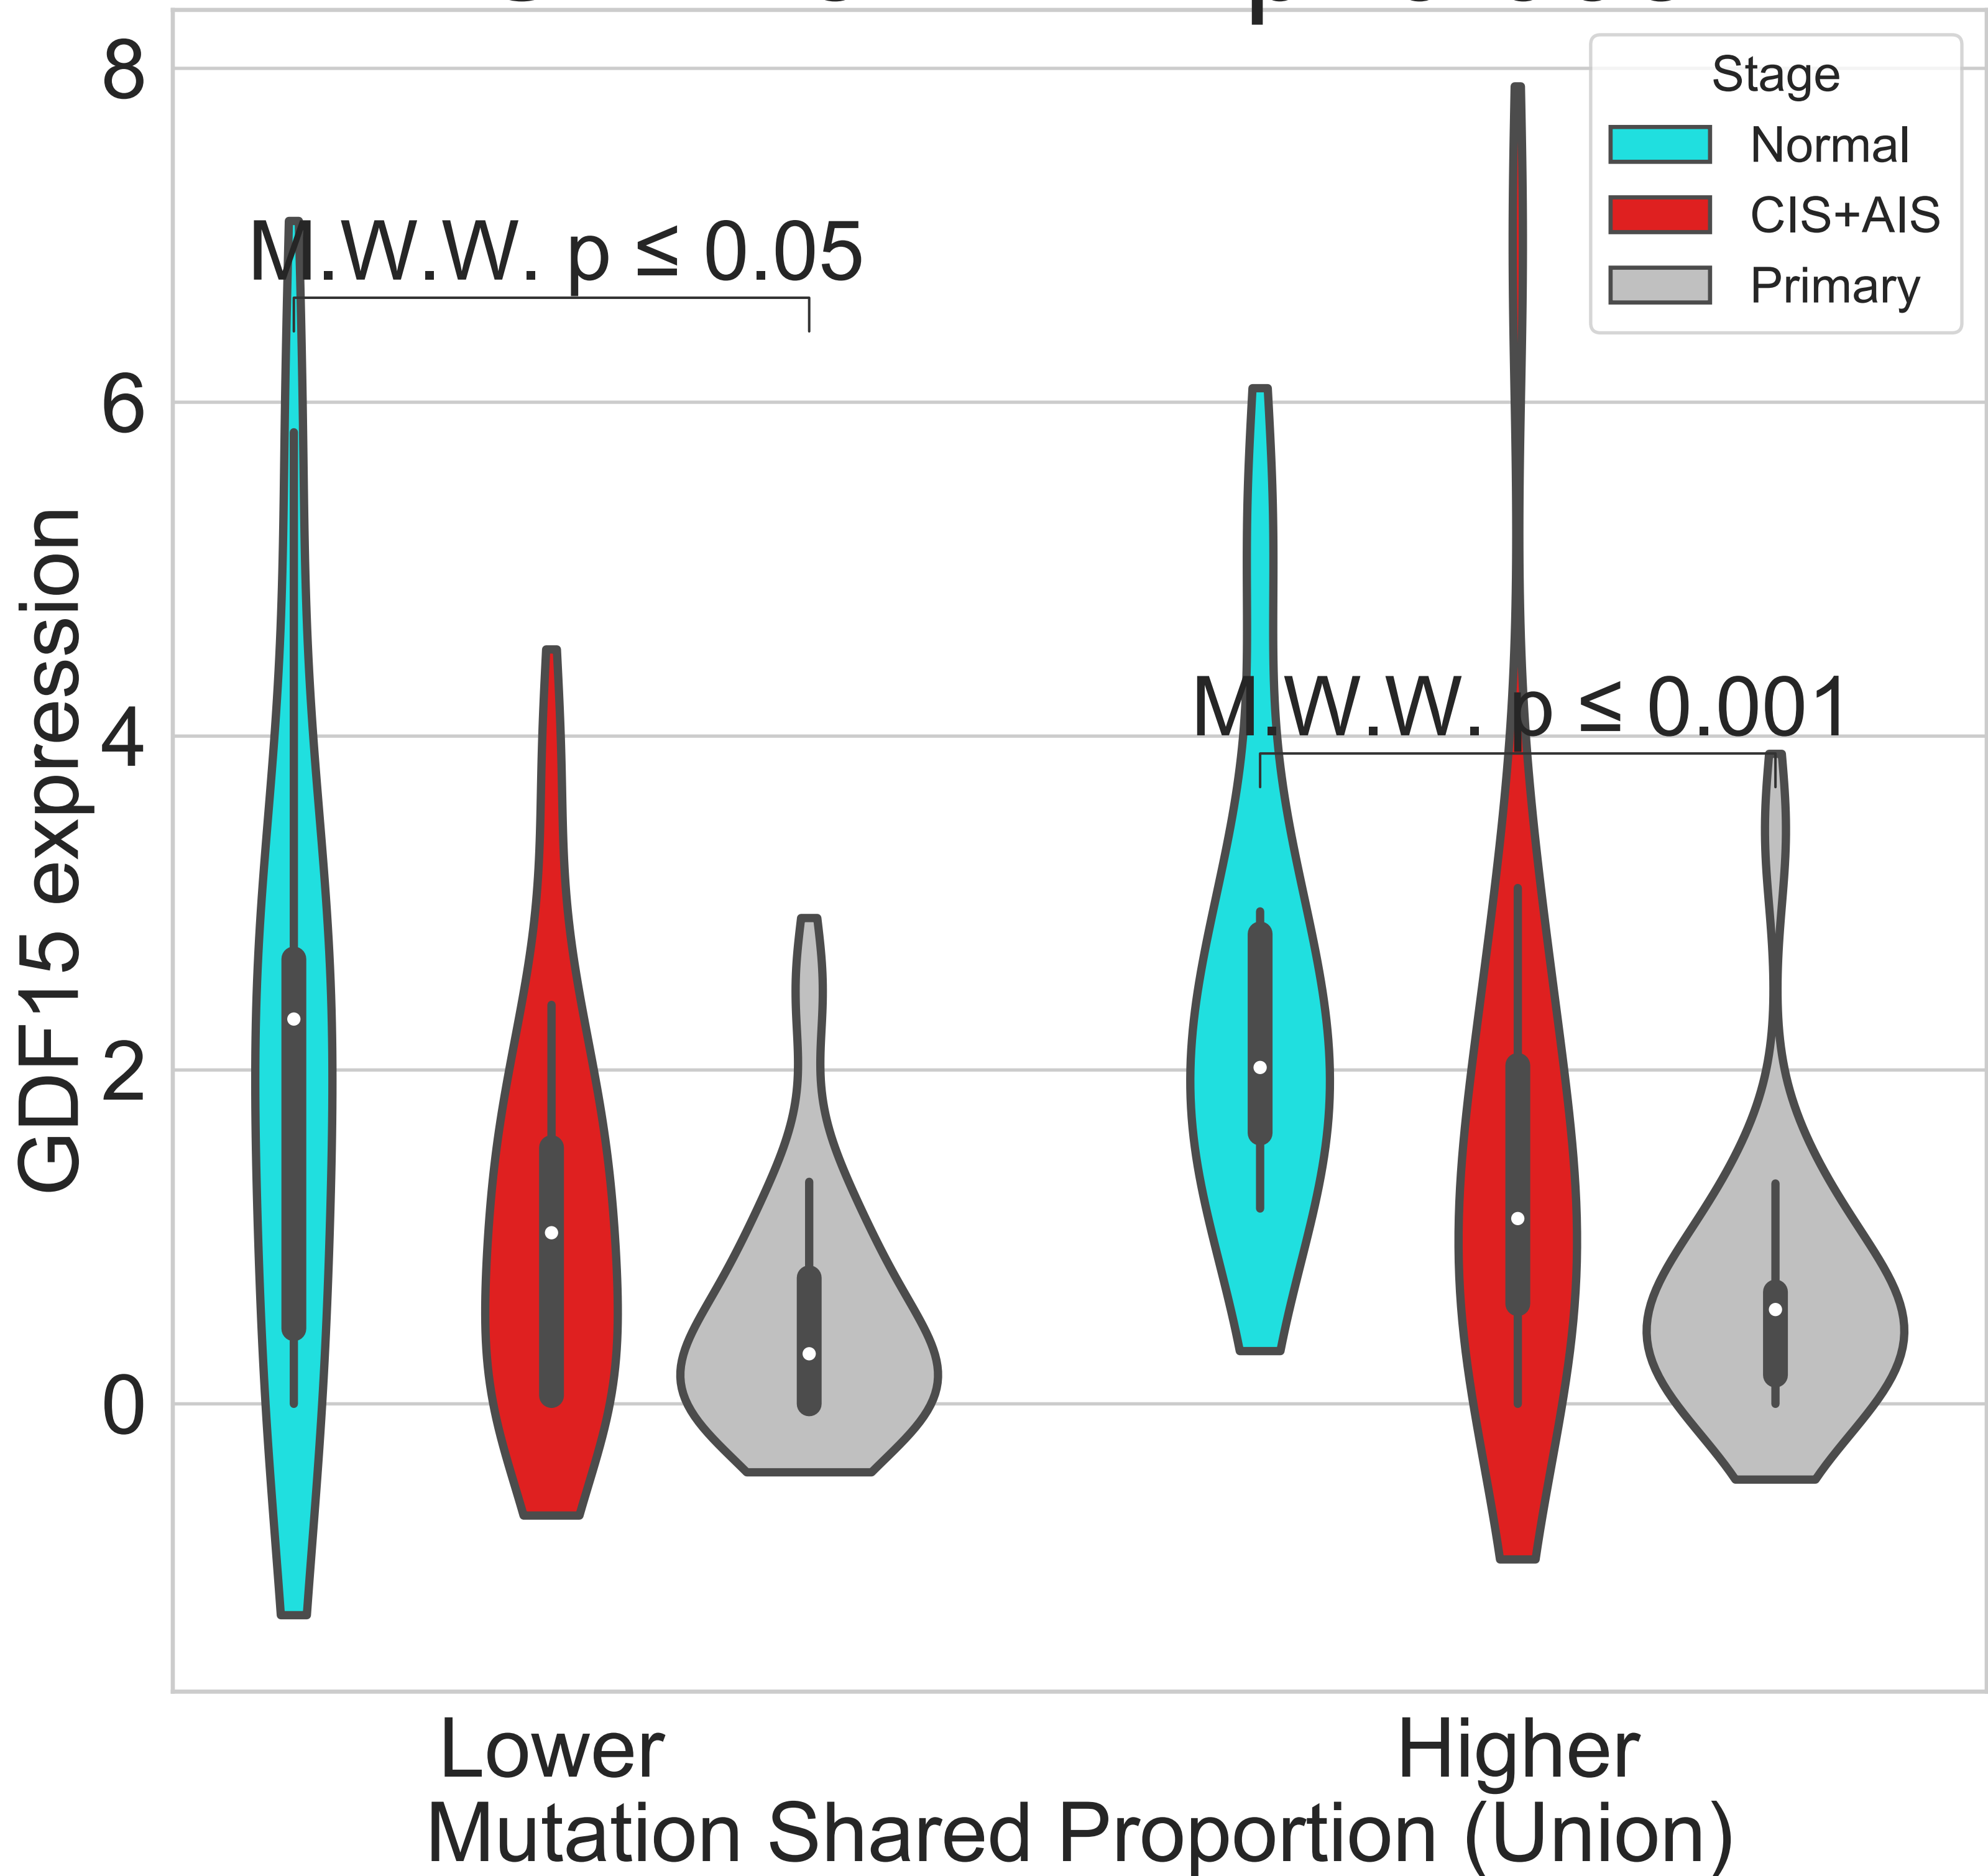 8
6
4
2
0
GDF15 expression
Stage
Normal
CIS+AIS
Primary
M.W.W. p ≤ 0.05
M.W.W. p ≤ 0.001
Lower
Higher
Mutation Shared Proportion (Union)